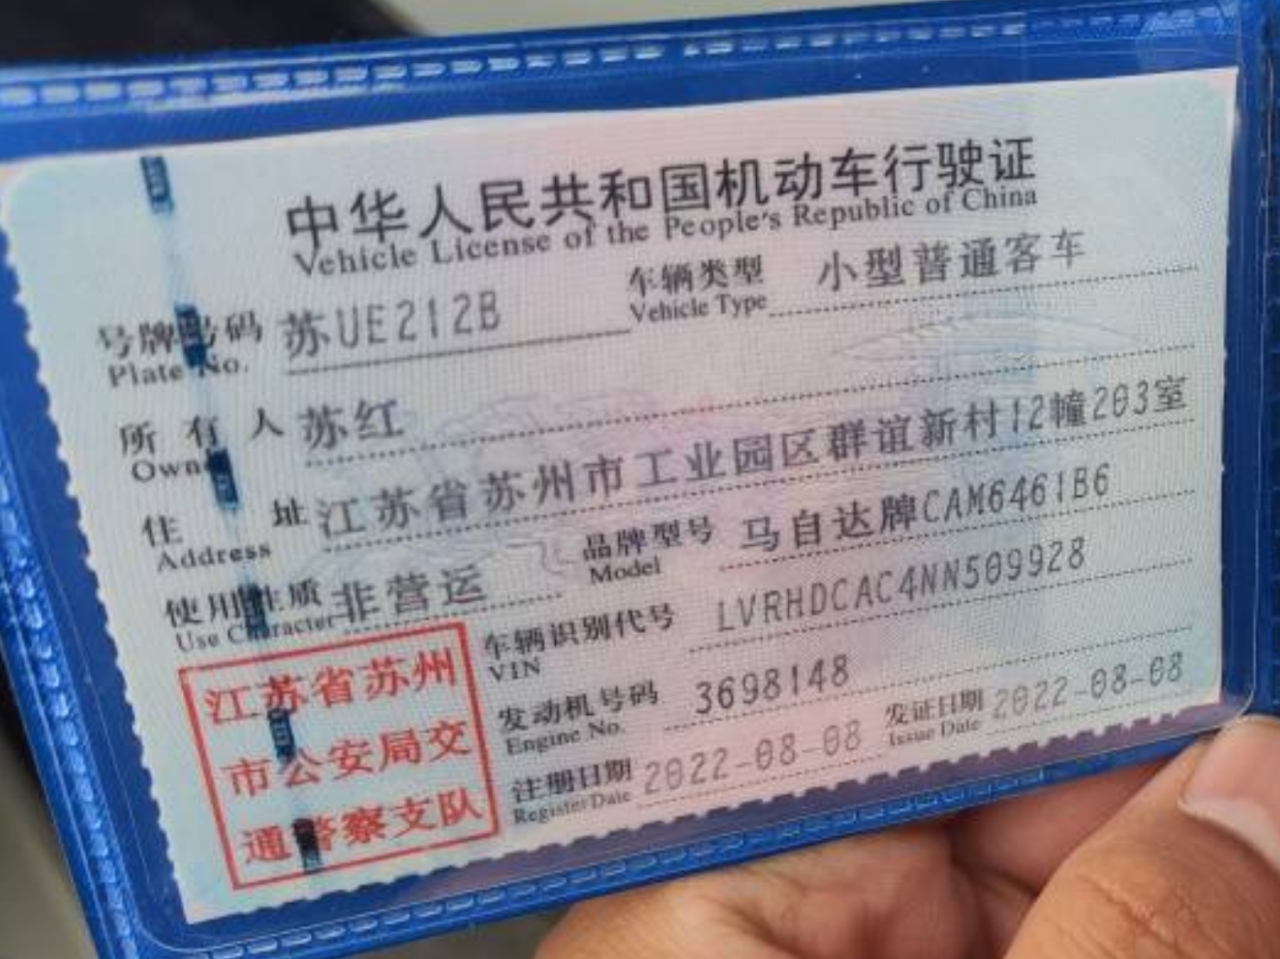 中华人民共和国机动车行驶证
Vehicle License of the People's Republic of China
号牌号码 苏UE212B 车辆类型 小型普通客车
Plate No. Vehicle Type
所有人 苏红
Owner
住址 江苏省苏州市工业园区群谊新村12幢203室
Address
使用性质 非营运 品牌型号 马自达牌CAM6461B6
Use Character Model
车辆识别代号 LVRHDCAC4NN509928
VIN
发动机号码 3698148
Engine No.
注册日期 2022-08-08 发证日期 2022-08-08
Register Date Issue Date
江苏省苏州
市公安局交
通警察支队